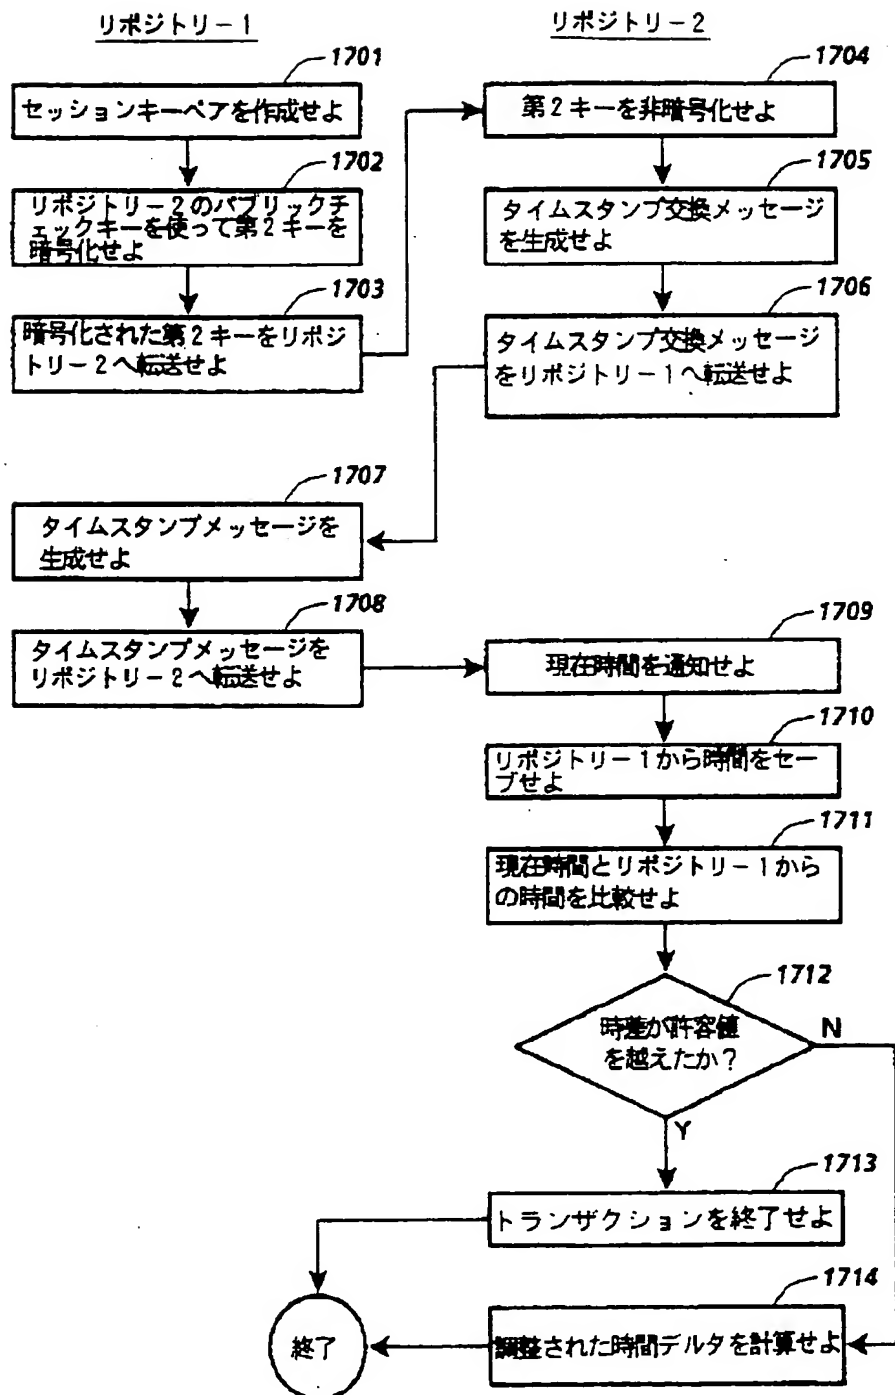 リポジトリー1
リポジトリー2
1701
セッションキーペアを作成せよ
1702
リポジトリー2のパブリックチ
ェックキーを使って第2キーを
暗号化せよ
1703
暗号化された第2キーをリポジ
トリー2へ転送せよ
1704
第2キーを非暗号化せよ
1705
タイムスタンプ交換メッセージ
を生成せよ
1706
タイムスタンプ交換メッセージ
をリポジトリー1へ転送せよ
1707
タイムスタンプメッセージを
生成せよ
1708
タイムスタンプメッセージを
リポジトリー2へ転送せよ
1709
現在時間を通知せよ
1710
リポジトリー1から時間をセー
ブせよ
1711
現在時間とリポジトリー1から
の時間を比較せよ
1712
時差が許容値
を越えたか?
N
Y
1713
トランザクションを終了せよ
1714
調整された時間デルタを計算せよ
終了